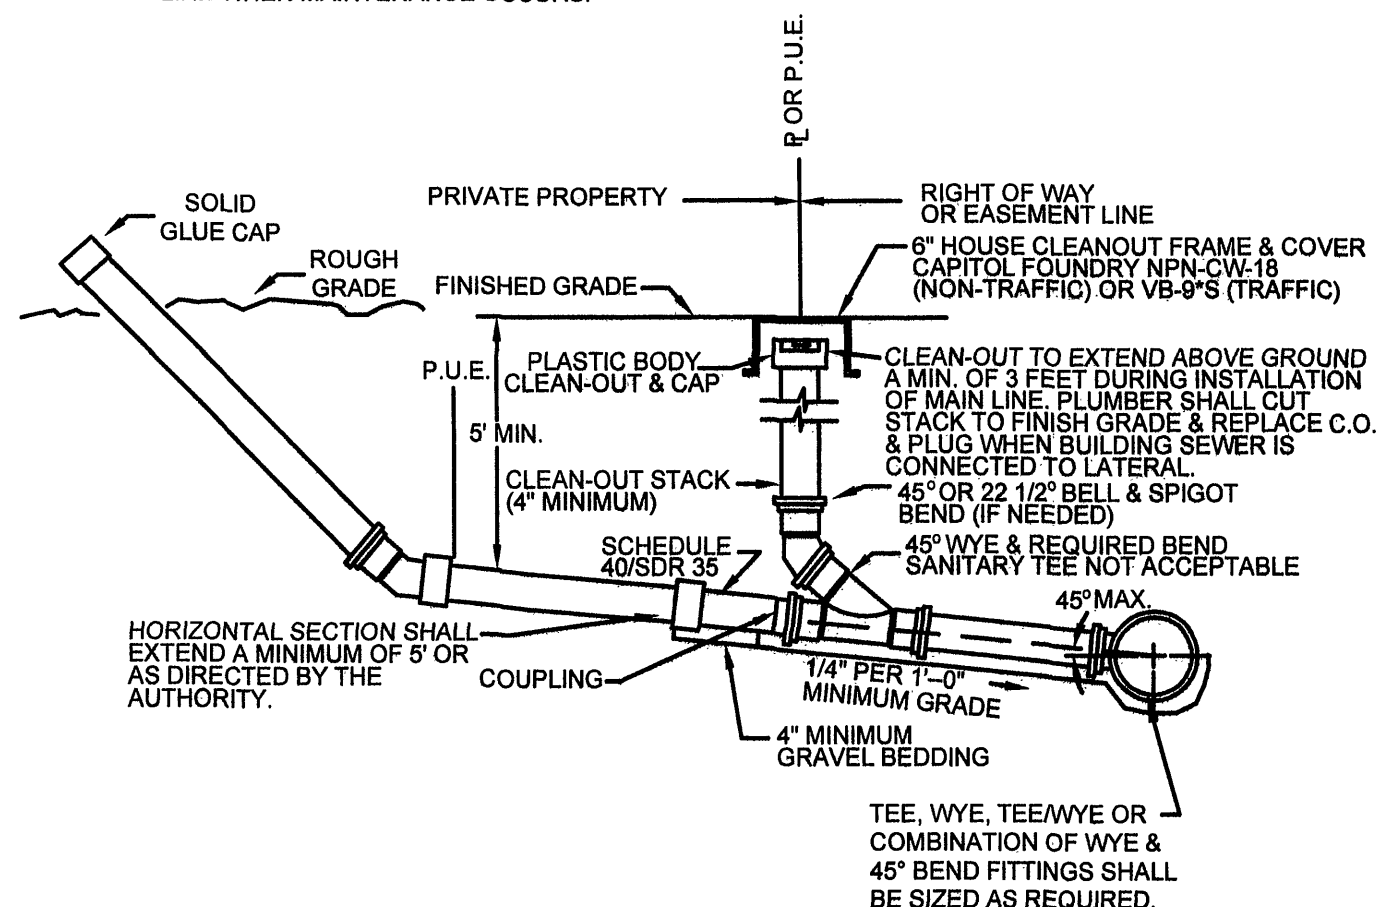 P̲L OR P.U.E.
PRIVATE PROPERTY
RIGHT OF WAY
OR EASEMENT LINE
SOLID
GLUE CAP
ROUGH
GRADE
FINISHED GRADE
6" HOUSE CLEANOUT FRAME & COVER
CAPITOL FOUNDRY NPN-CW-18
(NON-TRAFFIC) OR VB-9*S (TRAFFIC)
P.U.E.
5' MIN.
PLASTIC BODY
CLEAN-OUT & CAP
CLEAN-OUT TO EXTEND ABOVE GROUND
A MIN. OF 3 FEET DURING INSTALLATION
OF MAIN LINE. PLUMBER SHALL CUT
STACK TO FINISH GRADE & REPLACE C.O.
& PLUG WHEN BUILDING SEWER IS
CONNECTED TO LATERAL.
CLEAN-OUT STACK
(4" MINIMUM)
45° OR 22 1/2° BELL & SPIGOT
BEND (IF NEEDED)
SCHEDULE
40/SDR 35
45° WYE & REQUIRED BEND
SANITARY TEE NOT ACCEPTABLE
45° MAX.
HORIZONTAL SECTION SHALL
EXTEND A MINIMUM OF 5' OR
AS DIRECTED BY THE
AUTHORITY.
COUPLING
1/4" PER 1'–0"
MINIMUM GRADE
4" MINIMUM
GRAVEL BEDDING
TEE, WYE, TEE/WYE OR
COMBINATION OF WYE &
45° BEND FITTINGS SHALL
BE SIZED AS REQUIRED.